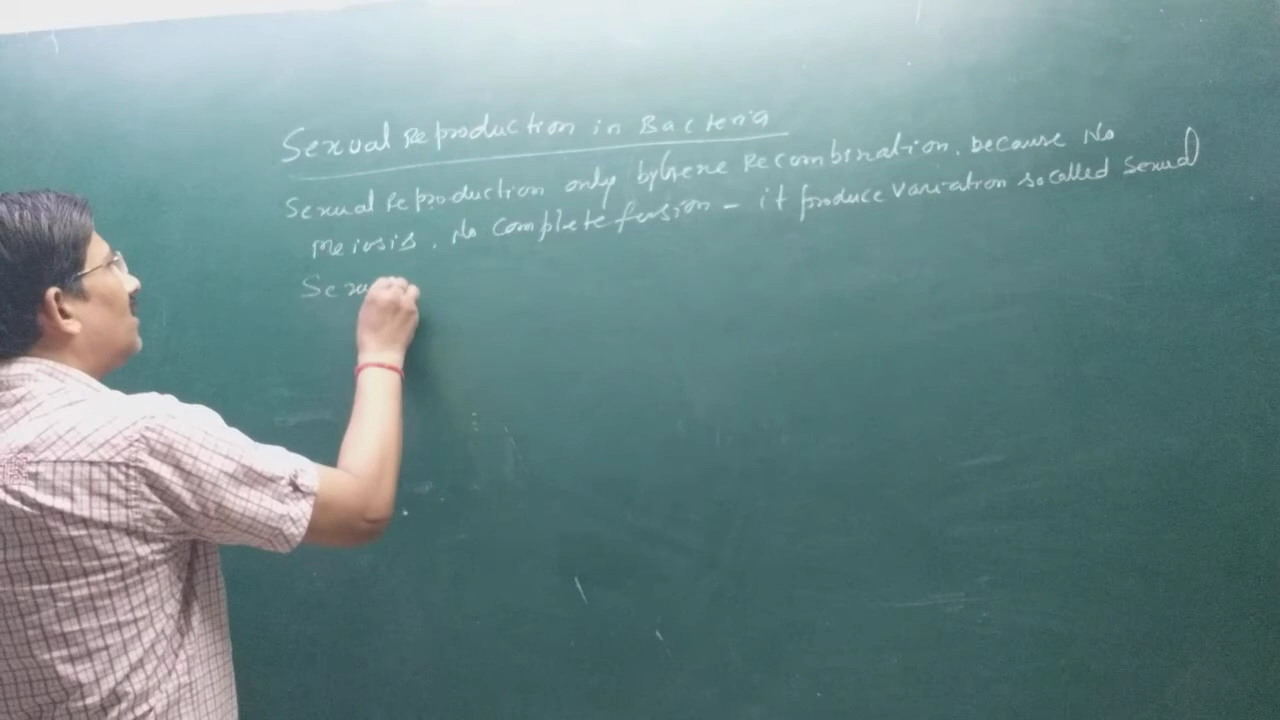 Sexual Reproduction in Bacteria
Sexual Reproduction only by Gene Recombination. because No
Meiosis. No complete fusion - it produce variation so called Sexual
Sexu